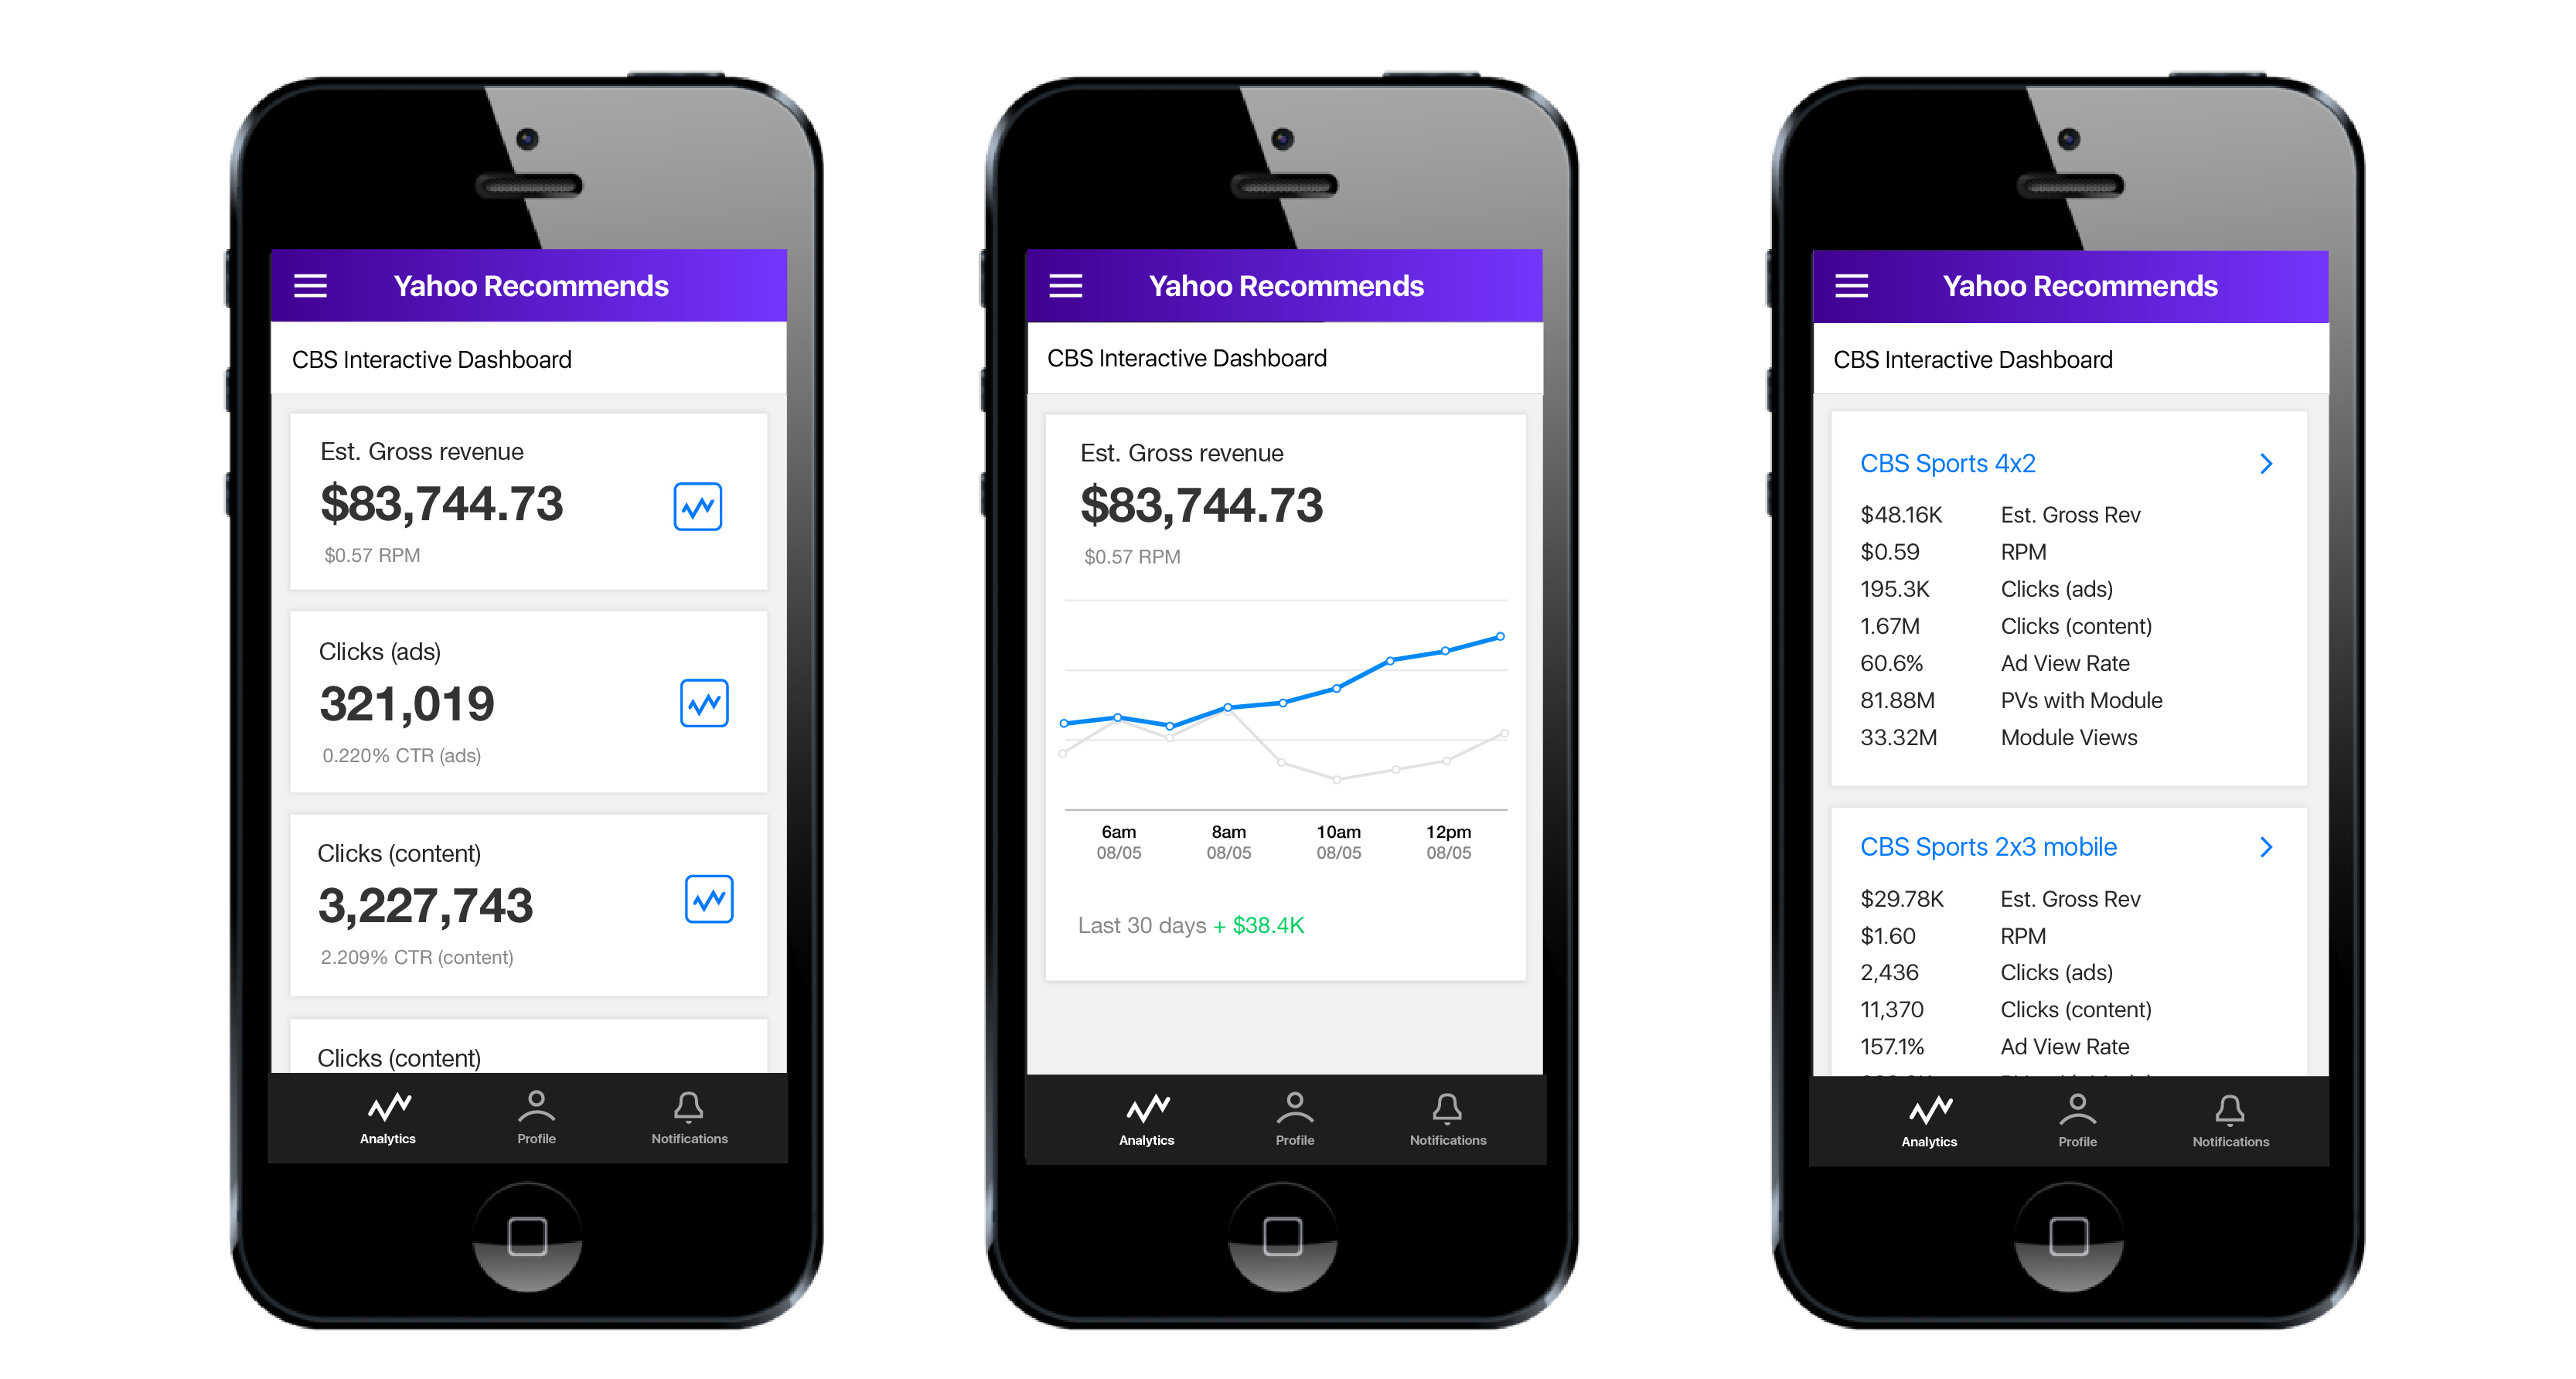 Yahoo Recommends
CBS Interactive Dashboard
Est. Gross revenue
$83,744.73
$0.57 RPM
Clicks (ads)
321,019
0.220% CTR (ads)
Clicks (content)
3,227,743
2.209% CTR (content)
Clicks (content)
Analytics Profile Notifications
Yahoo Recommends
CBS Interactive Dashboard
Est. Gross revenue
$83,744.73
$0.57 RPM
6am 8am 10am 12pm
08/05 08/05 08/05 08/05
Last 30 days + $38.4K
Analytics Profile Notifications
Yahoo Recommends
CBS Interactive Dashboard
CBS Sports 4x2
$48.16K Est. Gross Rev
$0.59 RPM
195.3K Clicks (ads)
1.67M Clicks (content)
60.6% Ad View Rate
81.88M PVs with Module
33.32M Module Views
CBS Sports 2x3 mobile
$29.78K Est. Gross Rev
$1.60 RPM
2,436 Clicks (ads)
11,370 Clicks (content)
157.1% Ad View Rate
Analytics Profile Notifications